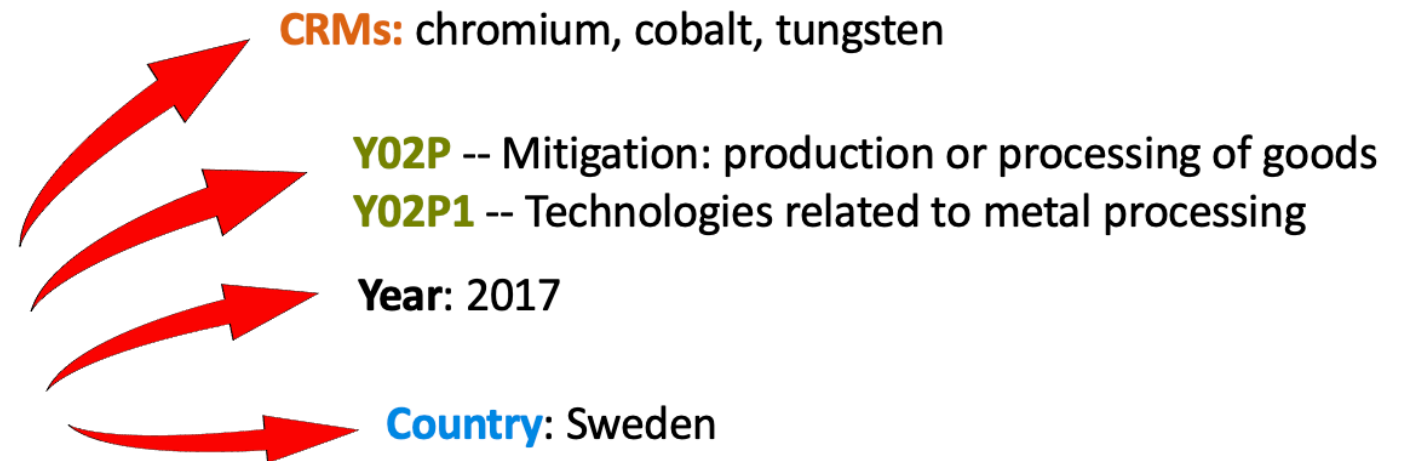 CRMs: chromium, cobalt, tungsten
Y02P -- Mitigation: production or processing of goods
Y02P1 -- Technologies related to metal processing
Year: 2017
Country: Sweden